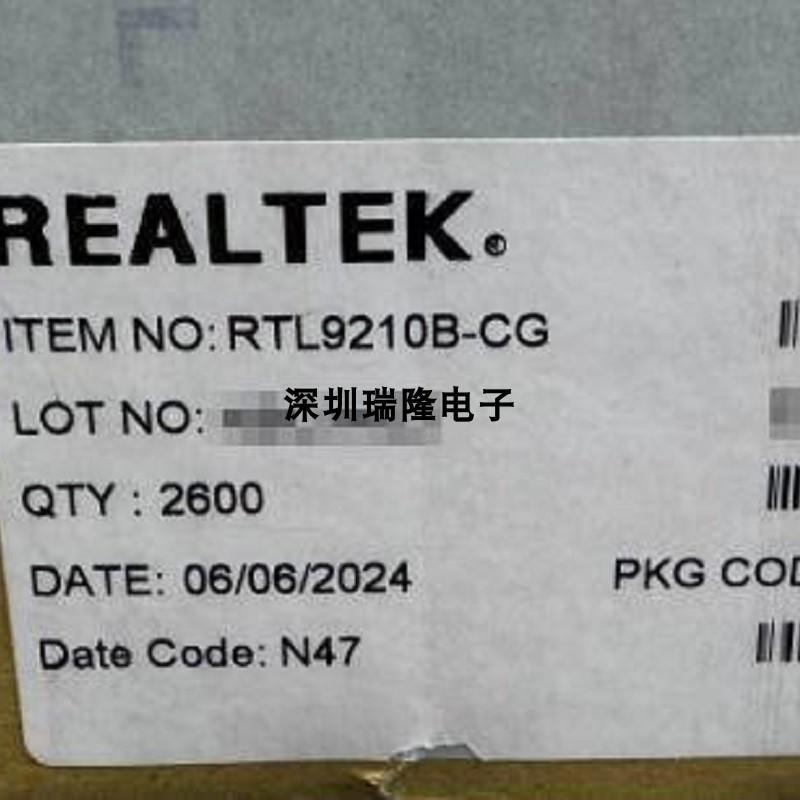 REALTEK®
ITEM NO: RTL9210B-CG
LOT NO: 深圳瑞隆电子
QTY : 2600
DATE: 06/06/2024 PKG COD
Date Code: N47